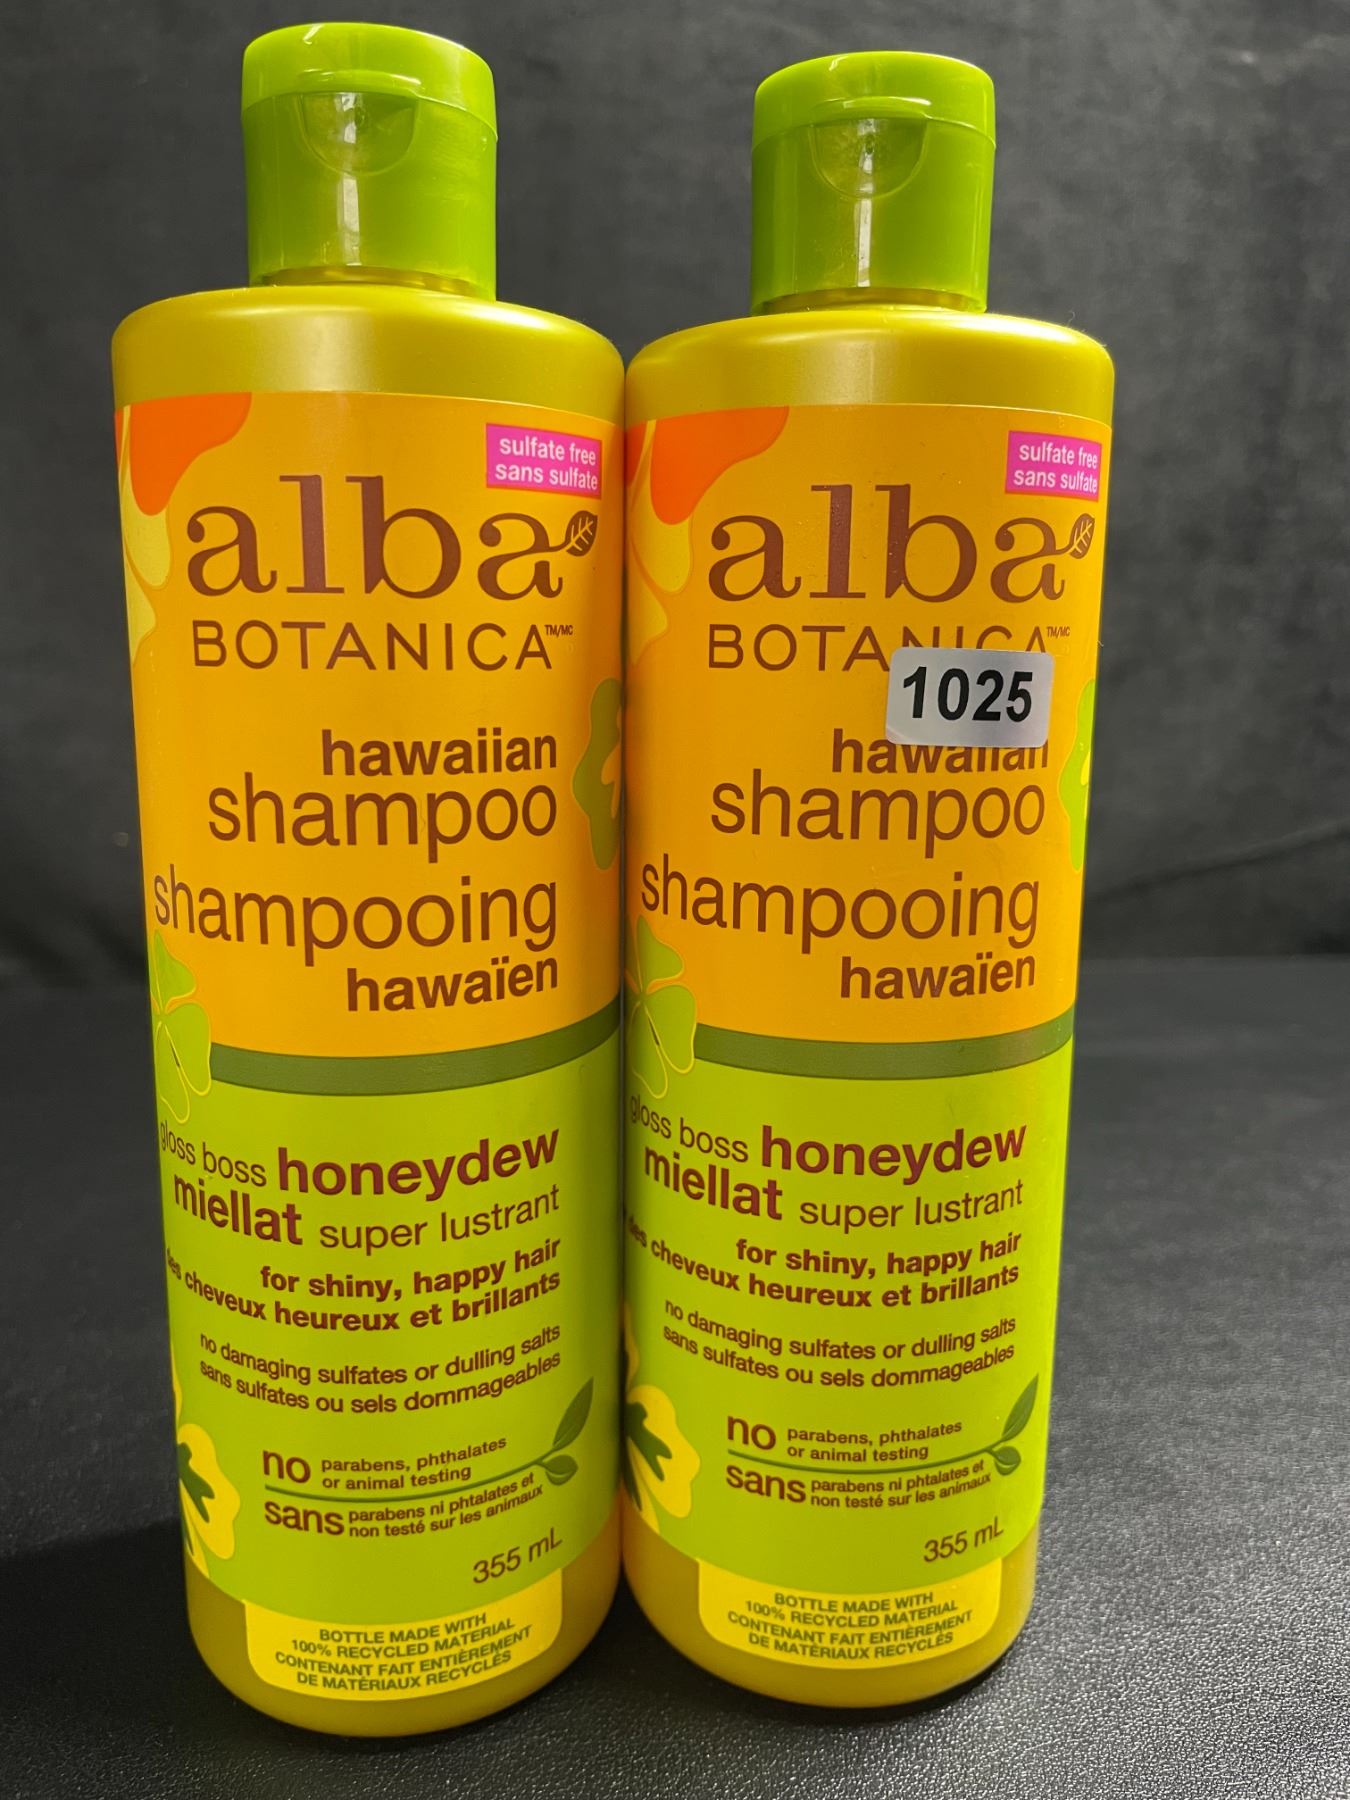 sulfate free
sans sulfate
alba
BOTANICA™/MC
hawaiian
shampoo
shampooing
hawaïen
gloss boss honeydew
miellat super lustrant
for shiny, happy hair
des cheveux heureux et brillants
no damaging sulfates or dulling salts
sans sulfates ou sels dommageables
no parabens, phthalates
or animal testing
sans parabens ni phtalates et
non testé sur les animaux
355 mL
BOTTLE MADE WITH
100% RECYCLED MATERIAL
CONTENANT FAIT ENTIÈREMENT
DE MATÉRIAUX RECYCLÉS
sulfate free
sans sulfate
alba
BOTANICA™/MC
1025
hawaiian
shampoo
shampooing
hawaïen
gloss boss honeydew
miellat super lustrant
for shiny, happy hair
des cheveux heureux et brillants
no damaging sulfates or dulling salts
sans sulfates ou sels dommageables
no parabens, phthalates
or animal testing
sans parabens ni phtalates et
non testé sur les animaux
355 mL
BOTTLE MADE WITH
100% RECYCLED MATERIAL
CONTENANT FAIT ENTIÈREMENT
DE MATÉRIAUX RECYCLÉS